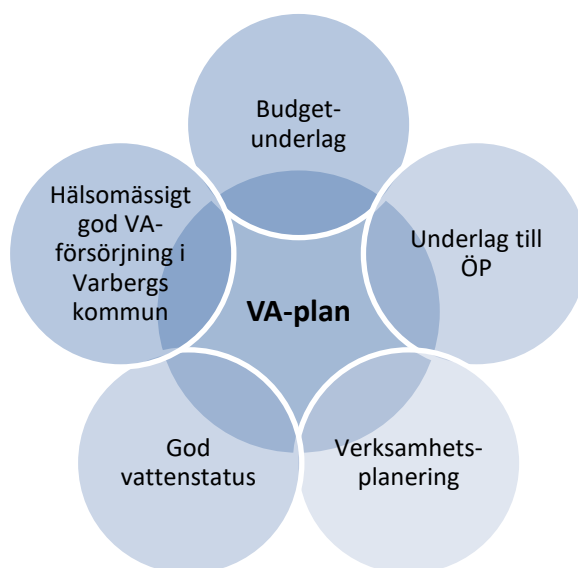 Budget-
underlag
Hälsomässigt
god VA-
försörjning i
Varbergs
kommun
Underlag till
ÖP
VA-plan
God
vattenstatus
Verksamhets-
planering